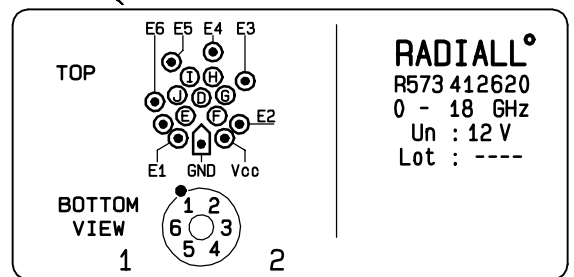 E6 E5 E4 E3
TOP
I H
J D G
E F
E2
E1 GND Vcc
BOTTOM
VIEW
1 2
6 3
5 4
1 2
RADIALL°
R573 412620
0 - 18 GHz
Un : 12 V
Lot : ----